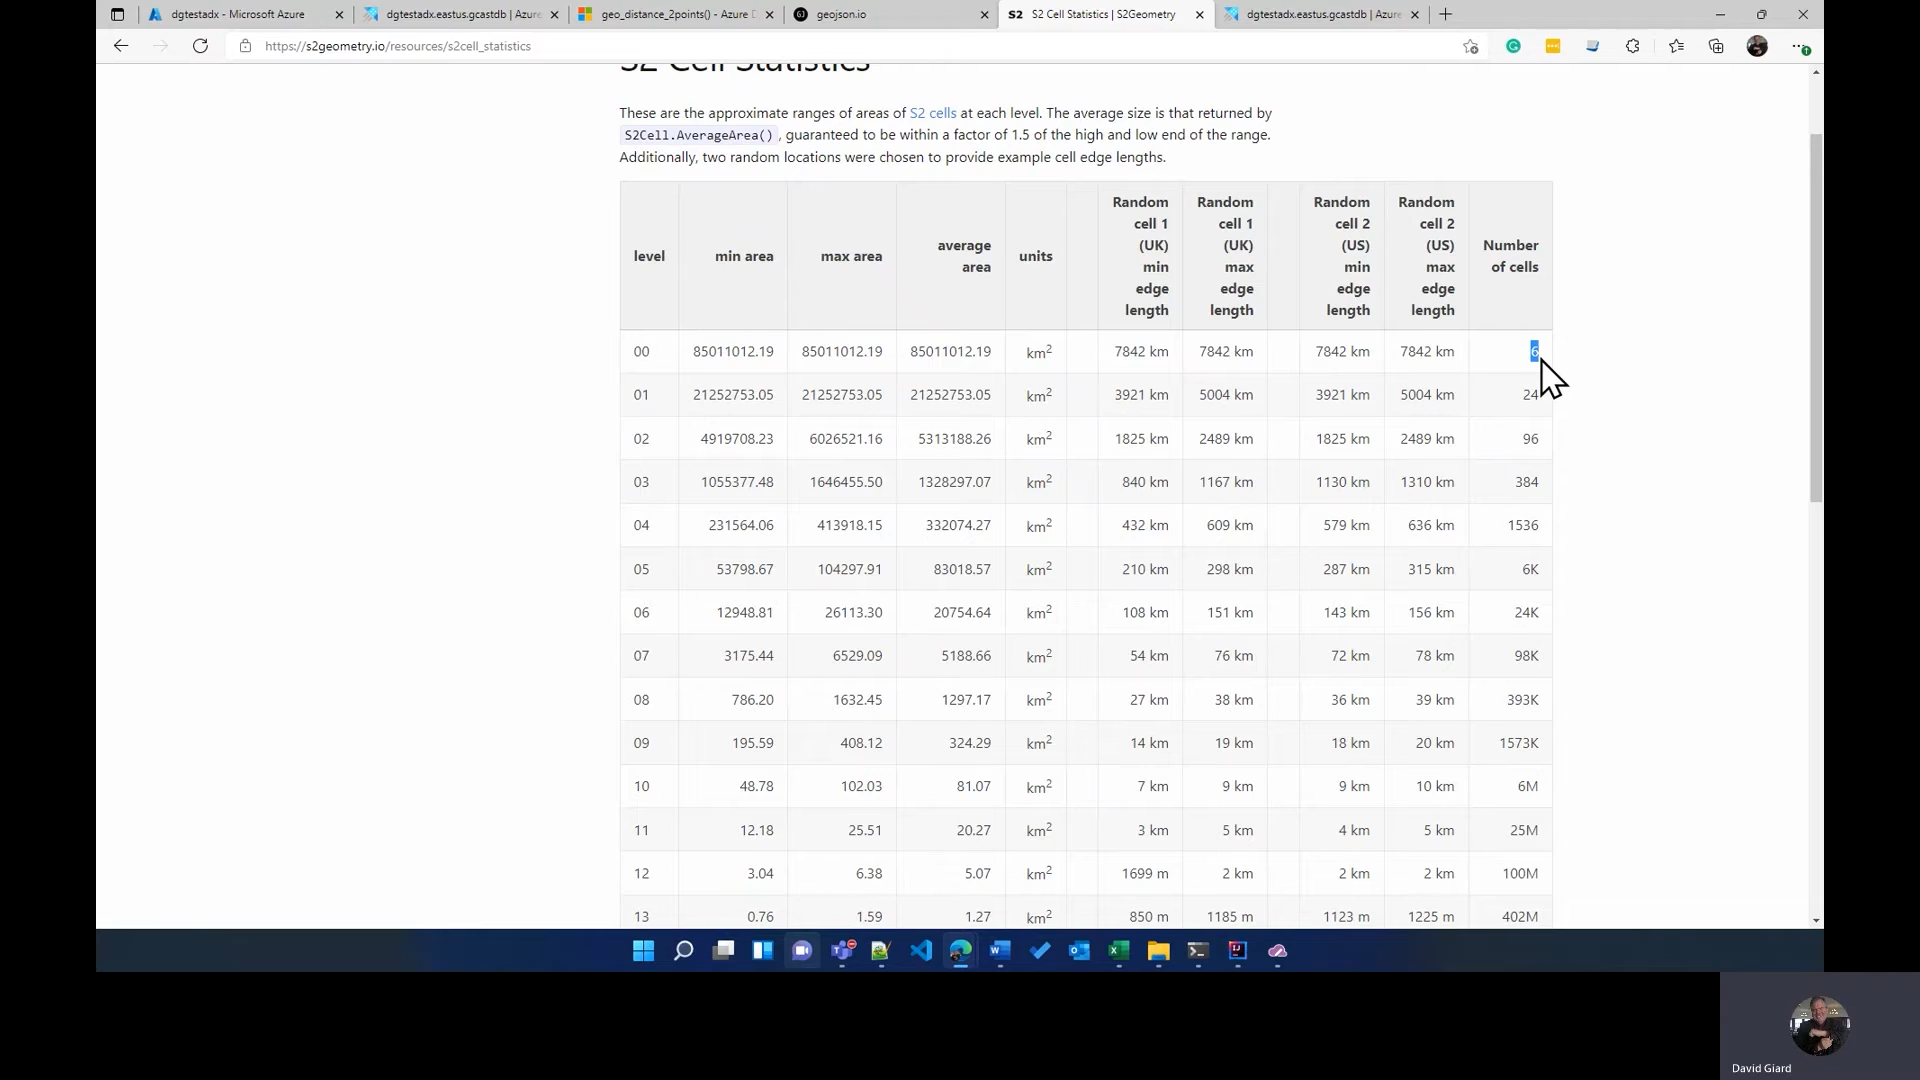 dgtestadx - Microsoft Azure
dgtestadx.eastus.gcastdb | Azure
geo_distance_2points() - Azure D
geojson.io
S2 Cell Statistics | S2Geometry
dgtestadx.eastus.gcastdb | Azure
https://s2geometry.io/resources/s2cell_statistics
S2 Cell Statistics
These are the approximate ranges of areas of S2 cells at each level. The average size is that returned by
S2Cell.AverageArea() , guaranteed to be within a factor of 1.5 of the high and low end of the range.
Additionally, two random locations were chosen to provide example cell edge lengths.
level min area max area average area units Random cell 1 (UK) min edge length Random cell 1 (UK) max edge length Random cell 2 (US) min edge length Random cell 2 (US) max edge length Number of cells
00 85011012.19 85011012.19 85011012.19 km² 7842 km 7842 km 7842 km 7842 km 6
01 21252753.05 21252753.05 21252753.05 km² 3921 km 5004 km 3921 km 5004 km 24
02 4919708.23 6026521.16 5313188.26 km² 1825 km 2489 km 1825 km 2489 km 96
03 1055377.48 1646455.50 1328297.07 km² 840 km 1167 km 1130 km 1310 km 384
04 231564.06 413918.15 332074.27 km² 432 km 609 km 579 km 636 km 1536
05 53798.67 104297.91 83018.57 km² 210 km 298 km 287 km 315 km 6K
06 12948.81 26113.30 20754.64 km² 108 km 151 km 143 km 156 km 24K
07 3175.44 6529.09 5188.66 km² 54 km 76 km 72 km 78 km 98K
08 786.20 1632.45 1297.17 km² 27 km 38 km 36 km 39 km 393K
09 195.59 408.12 324.29 km² 14 km 19 km 18 km 20 km 1573K
10 48.78 102.03 81.07 km² 7 km 9 km 9 km 10 km 6M
11 12.18 25.51 20.27 km² 3 km 5 km 4 km 5 km 25M
12 3.04 6.38 5.07 km² 1699 m 2 km 2 km 2 km 100M
13 0.76 1.59 1.27 km² 850 m 1185 m 1123 m 1225 m 402M
David Giard